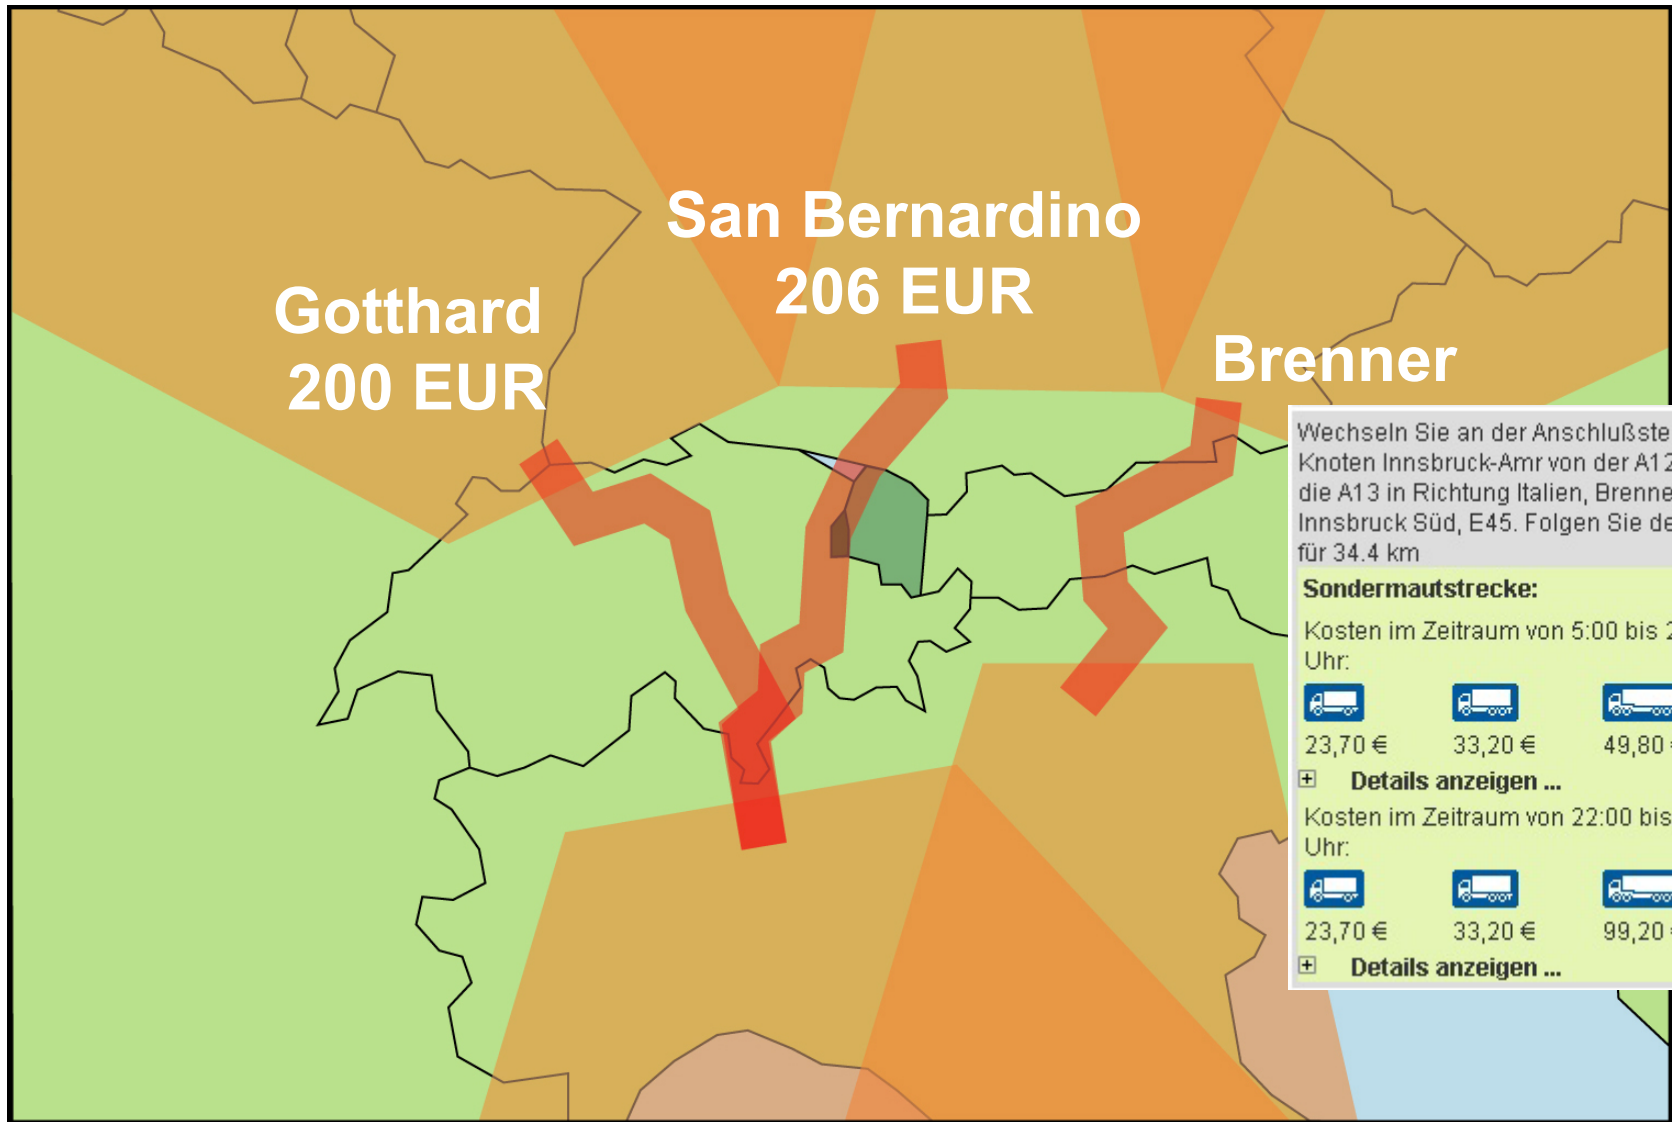 San Bernardino
206 EUR
Gotthard
200 EUR
Brenner
Wechseln Sie an der Anschlußste
Knoten Innsbruck-Amr von der A12
die A13 in Richtung Italien, Brenne
Innsbruck Süd, E45. Folgen Sie de
für 34.4 km
Sondermautstrecke:
Kosten im Zeitraum von 5:00 bis 2
Uhr:
23,70 € 33,20 € 49,80 €
Details anzeigen ...
Kosten im Zeitraum von 22:00 bis
Uhr:
23,70 € 33,20 € 99,20 €
Details anzeigen ...